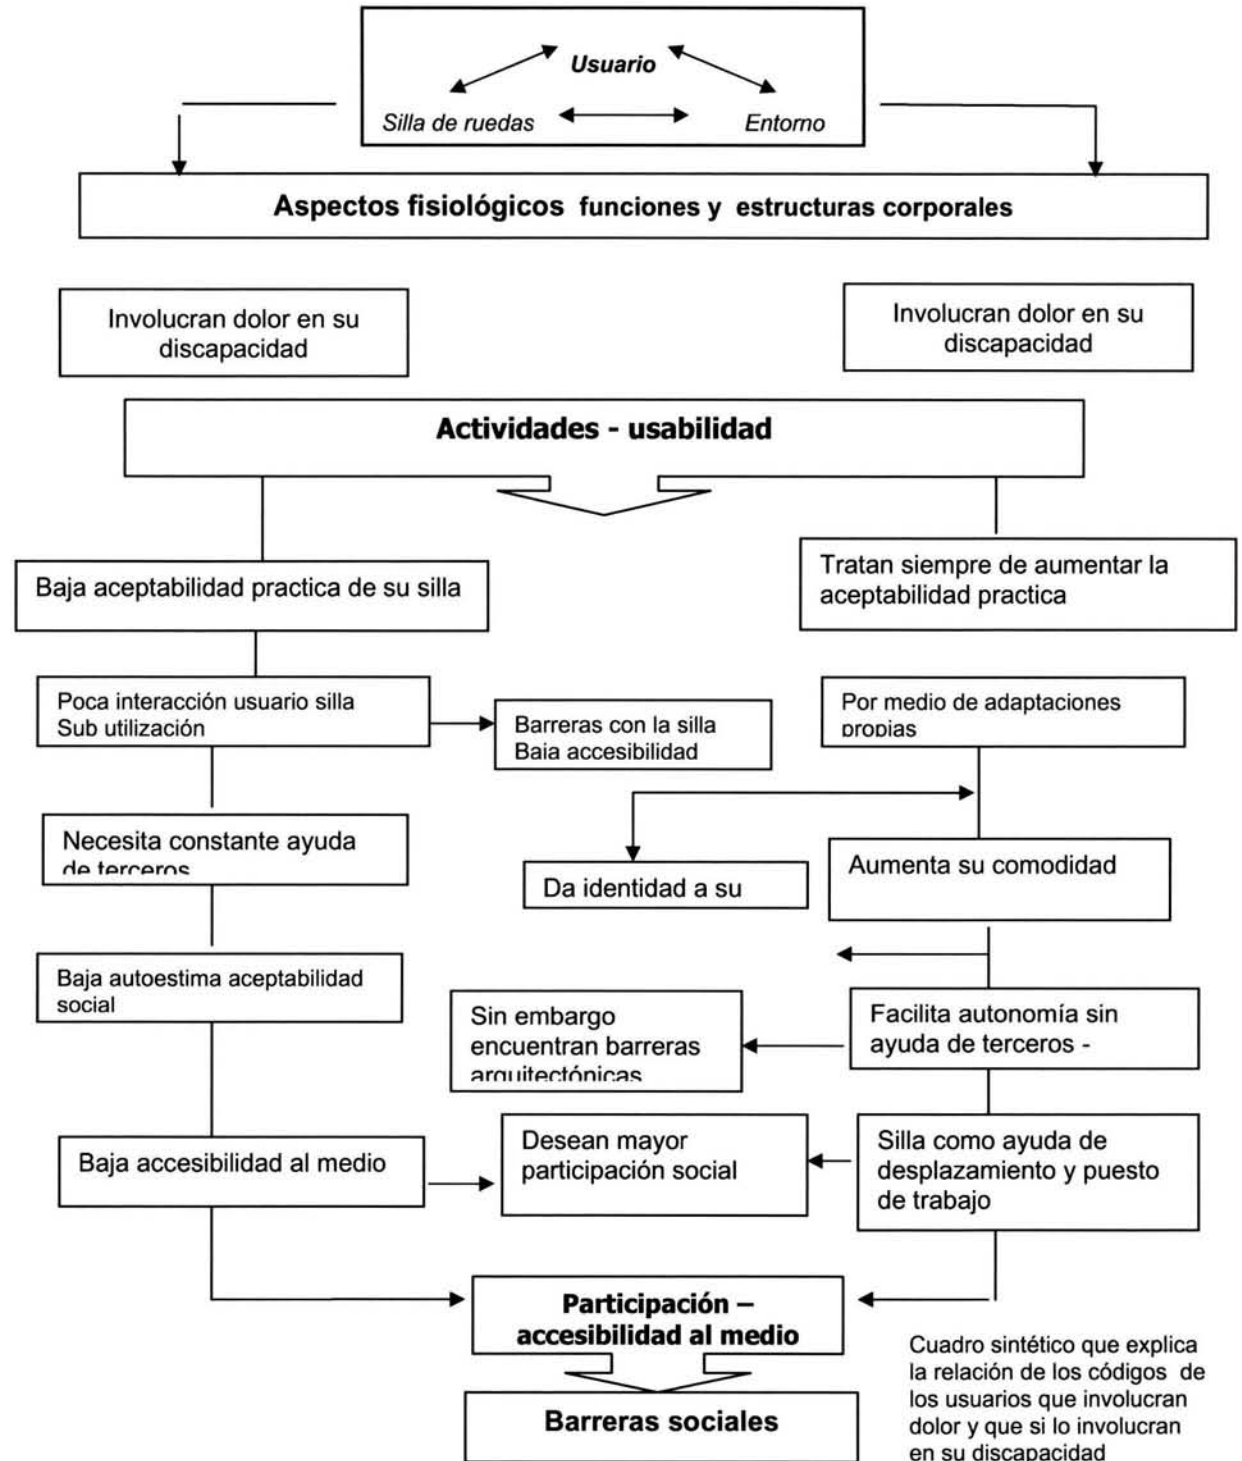 Usuario
Silla de ruedas
Entorno
Aspectos fisiológicos funciones y estructuras corporales
Involucran dolor en su
discapacidad
Involucran dolor en su
discapacidad
Actividades - usabilidad
Baja aceptabilidad practica de su silla
Tratan siempre de aumentar la
aceptabilidad practica
Poca interacción usuario silla
Sub utilización
Barreras con la silla
Baja accesibilidad
Por medio de adaptaciones
propias
Necesita constante ayuda
de terceros
Da identidad a su
Aumenta su comodidad
Baja autoestima aceptabilidad
social
Sin embargo
encuentran barreras
arquitectónicas
Facilita autonomía sin
ayuda de terceros -
Baja accesibilidad al medio
Desean mayor
participación social
Silla como ayuda de
desplazamiento y puesto
de trabajo
Participación –
accesibilidad al medio
Barreras sociales
Cuadro sintético que explica
la relación de los códigos de
los usuarios que involucran
dolor y que si lo involucran
en su discapacidad